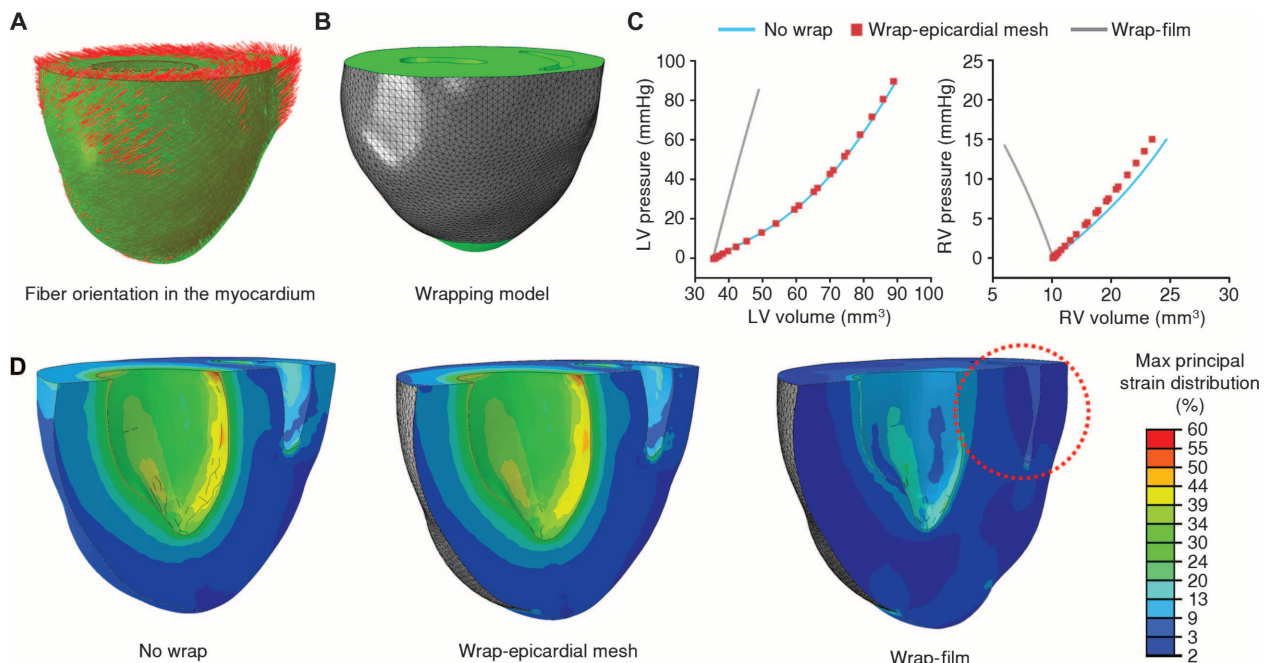 A
B
C
No wrap
Wrap-epicardial mesh
Wrap-film
Fiber orientation in the myocardium
Wrapping model
LV pressure (mmHg)
100
80
60
40
20
0
30 40 50 60 70 80 90 100
LV volume (mm³)
RV pressure (mmHg)
25
20
15
10
5
0
5 10 20 20 30
RV volume (mm³)
D
No wrap
Wrap-epicardial mesh
Wrap-film
Max principal
strain distribution
(%)
60
55
50
44
39
34
30
24
20
13
9
3
2